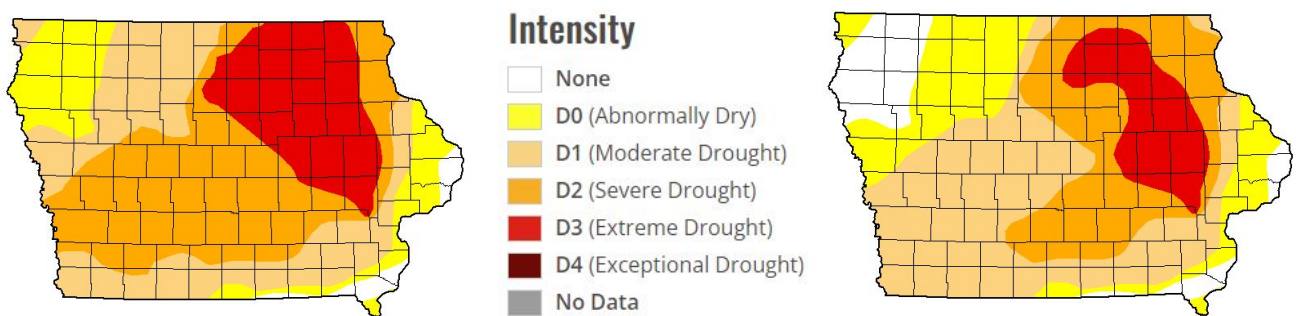 Intensity
None
D0 (Abnormally Dry)
D1 (Moderate Drought)
D2 (Severe Drought)
D3 (Extreme Drought)
D4 (Exceptional Drought)
No Data